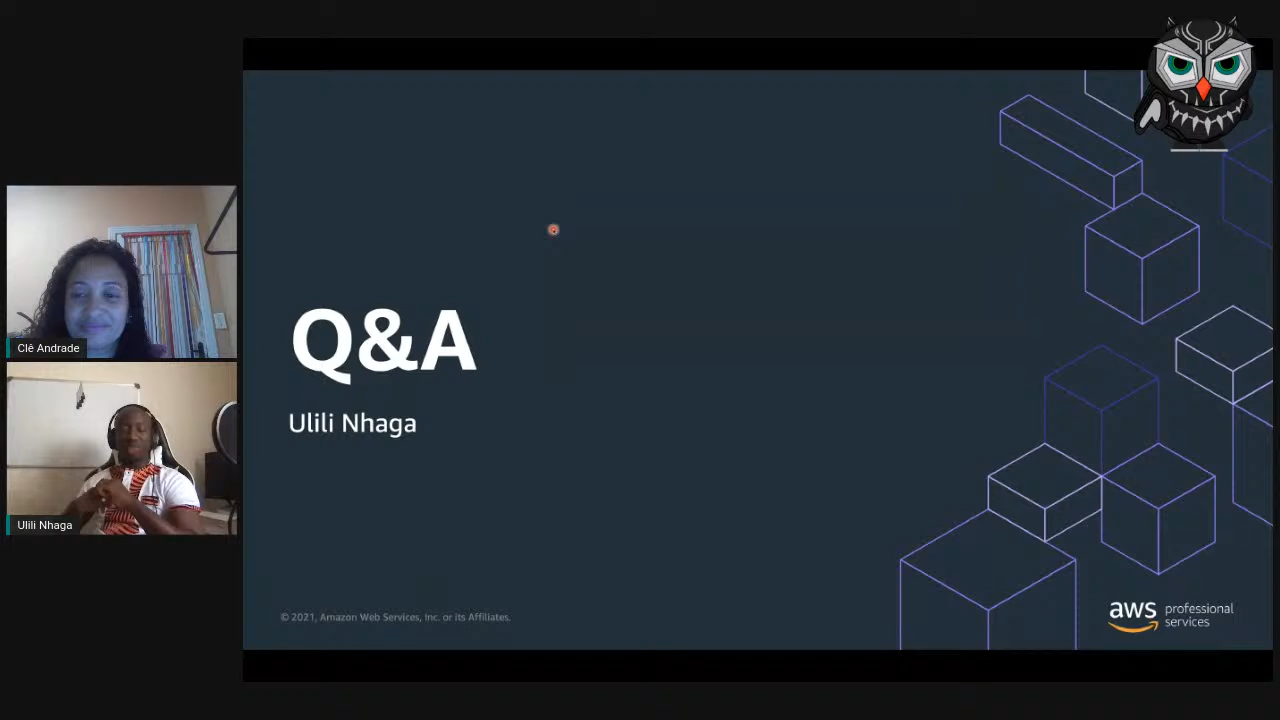 Clê Andrade
Ulili Nhaga
Q&A
Ulili Nhaga
© 2021, Amazon Web Services, Inc. or its Affiliates.
aws professional
services